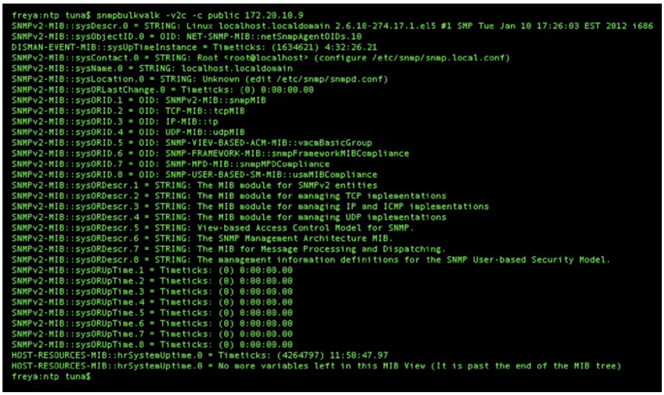 freya:ntp tuna$ snmpbulkwalk -v2c -c public 172.20.10.9
SNMPv2-MIB::sysDescr.0 = STRING: Linux localhost.localdomain 2.6.18-274.17.1.el5 #1 SMP Tue Jan 10 17:26:03 EST 2012 i686
SNMPv2-MIB::sysObjectID.0 = OID: NET-SNMP-MIB::netSnmpAgentOIDs.10
DISMAN-EVENT-MIB::sysUpTimeInstance = Timeticks: (1634621) 4:32:26.21
SNMPv2-MIB::sysContact.0 = STRING: Root <root@localhost> (configure /etc/snmp/snmp.local.conf)
SNMPv2-MIB::sysName.0 = STRING: localhost.localdomain
SNMPv2-MIB::sysLocation.0 = STRING: Unknown (edit /etc/snmp/snmpd.conf)
SNMPv2-MIB::sysORLastChange.0 = Timeticks: (0) 0:00:00.00
SNMPv2-MIB::sysORID.1 = OID: SNMPv2-MIB::snmpMIB
SNMPv2-MIB::sysORID.2 = OID: TCP-MIB::tcpMIB
SNMPv2-MIB::sysORID.3 = OID: IP-MIB::ip
SNMPv2-MIB::sysORID.4 = OID: UDP-MIB::udpMIB
SNMPv2-MIB::sysORID.5 = OID: SNMP-VIEW-BASED-ACM-MIB::vacmBasicGroup
SNMPv2-MIB::sysORID.6 = OID: SNMP-FRAMEWORK-MIB::snmpFrameworkMIBCompliance
SNMPv2-MIB::sysORID.7 = OID: SNMP-MPD-MIB::snmpMPDCompliance
SNMPv2-MIB::sysORID.8 = OID: SNMP-USER-BASED-SM-MIB::usmMIBCompliance
SNMPv2-MIB::sysORDescr.1 = STRING: The MIB module for SNMPv2 entities
SNMPv2-MIB::sysORDescr.2 = STRING: The MIB module for managing TCP implementations
SNMPv2-MIB::sysORDescr.3 = STRING: The MIB module for managing IP and ICMP implementations
SNMPv2-MIB::sysORDescr.4 = STRING: The MIB module for managing UDP implementations
SNMPv2-MIB::sysORDescr.5 = STRING: View-based Access Control Model for SNMP.
SNMPv2-MIB::sysORDescr.6 = STRING: The SNMP Management Architecture MIB.
SNMPv2-MIB::sysORDescr.7 = STRING: The MIB for Message Processing and Dispatching.
SNMPv2-MIB::sysORDescr.8 = STRING: The management information definitions for the SNMP User-based Security Model.
SNMPv2-MIB::sysORUpTime.1 = Timeticks: (0) 0:00:00.00
SNMPv2-MIB::sysORUpTime.2 = Timeticks: (0) 0:00:00.00
SNMPv2-MIB::sysORUpTime.3 = Timeticks: (0) 0:00:00.00
SNMPv2-MIB::sysORUpTime.4 = Timeticks: (0) 0:00:00.00
SNMPv2-MIB::sysORUpTime.5 = Timeticks: (0) 0:00:00.00
SNMPv2-MIB::sysORUpTime.6 = Timeticks: (0) 0:00:00.00
SNMPv2-MIB::sysORUpTime.7 = Timeticks: (0) 0:00:00.00
SNMPv2-MIB::sysORUpTime.8 = Timeticks: (0) 0:00:00.00
HOST-RESOURCES-MIB::hrSystemUptime.0 = Timeticks: (4264797) 11:50:47.97
HOST-RESOURCES-MIB::hrSystemUptime.0 = No more variables left in this MIB View (It is past the end of the MIB tree)
freya:ntp tuna$